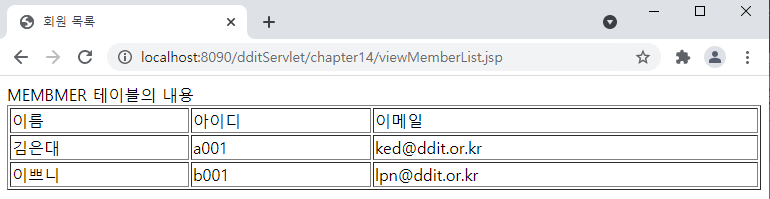 회원 목록
localhost:8090/dditServlet/chapter14/viewMemberList.jsp
MEMBMER 테이블의 내용
이름 아이디 이메일
김은대 a001 ked@ddit.or.kr
이쁘니 b001 lpn@ddit.or.kr